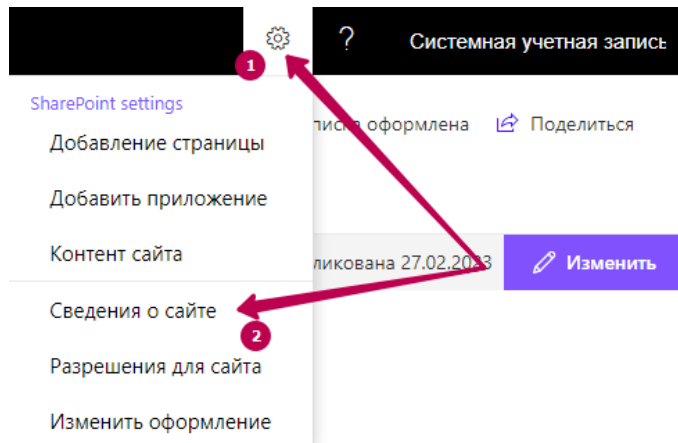 ? Системная учетная запись
1
SharePoint settings
Добавление страницы
писка оформлена Поделиться
Добавить приложение
Контент сайта
ликована 27.02.2023 Изменить
Сведения о сайте
2
Разрешения для сайта
Изменить оформление